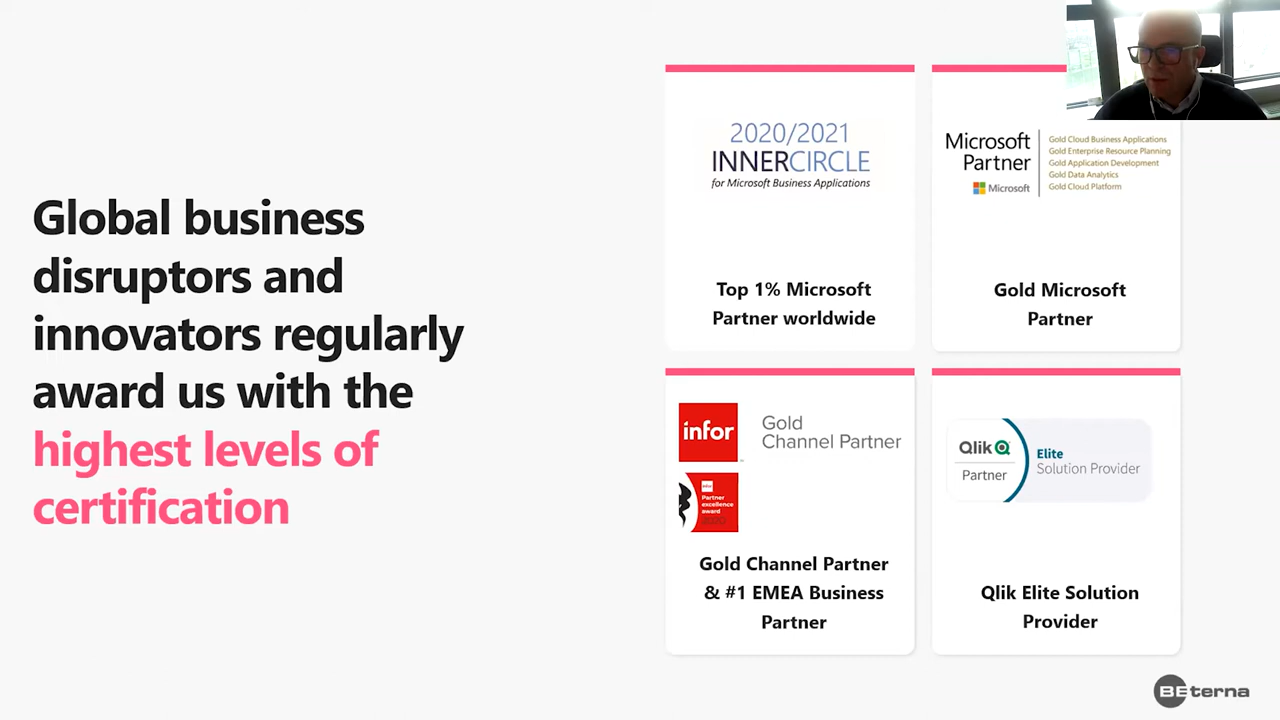 Global business
disruptors and
innovators regularly
award us with the
highest levels of
certification
2020/2021
INNERCIRCLE
for Microsoft Business Applications
Top 1% Microsoft
Partner worldwide
Microsoft
Partner
Microsoft
Gold Cloud Business Applications
Gold Enterprise Resource Planning
Gold Application Development
Gold Data Analytics
Gold Cloud Platform
Gold Microsoft
Partner
infor
Gold
Channel Partner
infor
Partner
excellence
award
2020
Gold Channel Partner
& #1 EMEA Business
Partner
Qlik
Partner
Elite
Solution Provider
Qlik Elite Solution
Provider
BEterna